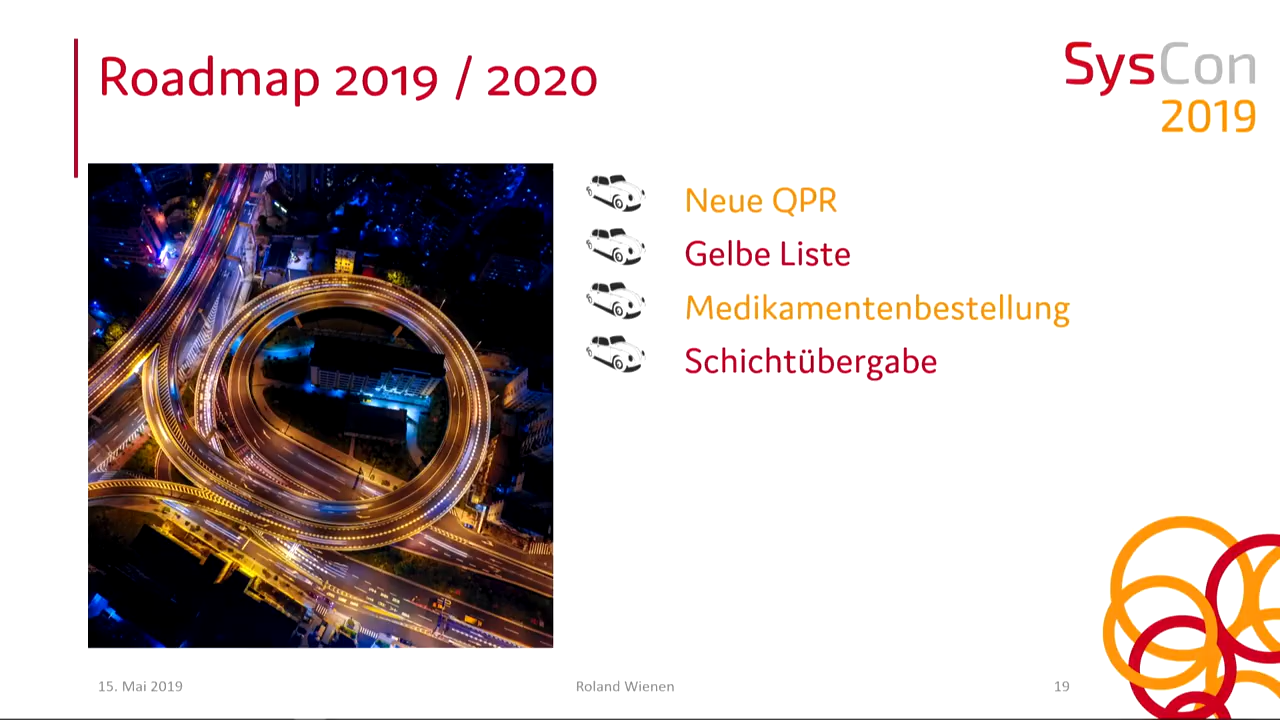 Roadmap 2019 / 2020
SysCon
2019
Neue QPR
Gelbe Liste
Medikamentenbestellung
Schichtübergabe
15. Mai 2019
Roland Wienen
19